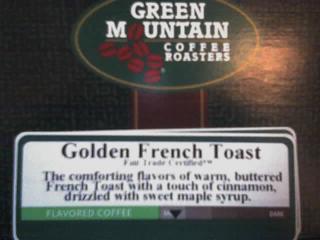 GREEN
MOUNTAIN
COFFEE
ROASTERS
Golden French Toast
Fair Trade Certified™
The comforting flavors of warm, buttered
French Toast with a touch of cinnamon,
drizzled with sweet maple syrup.
FLAVORED COFFEE
DARK